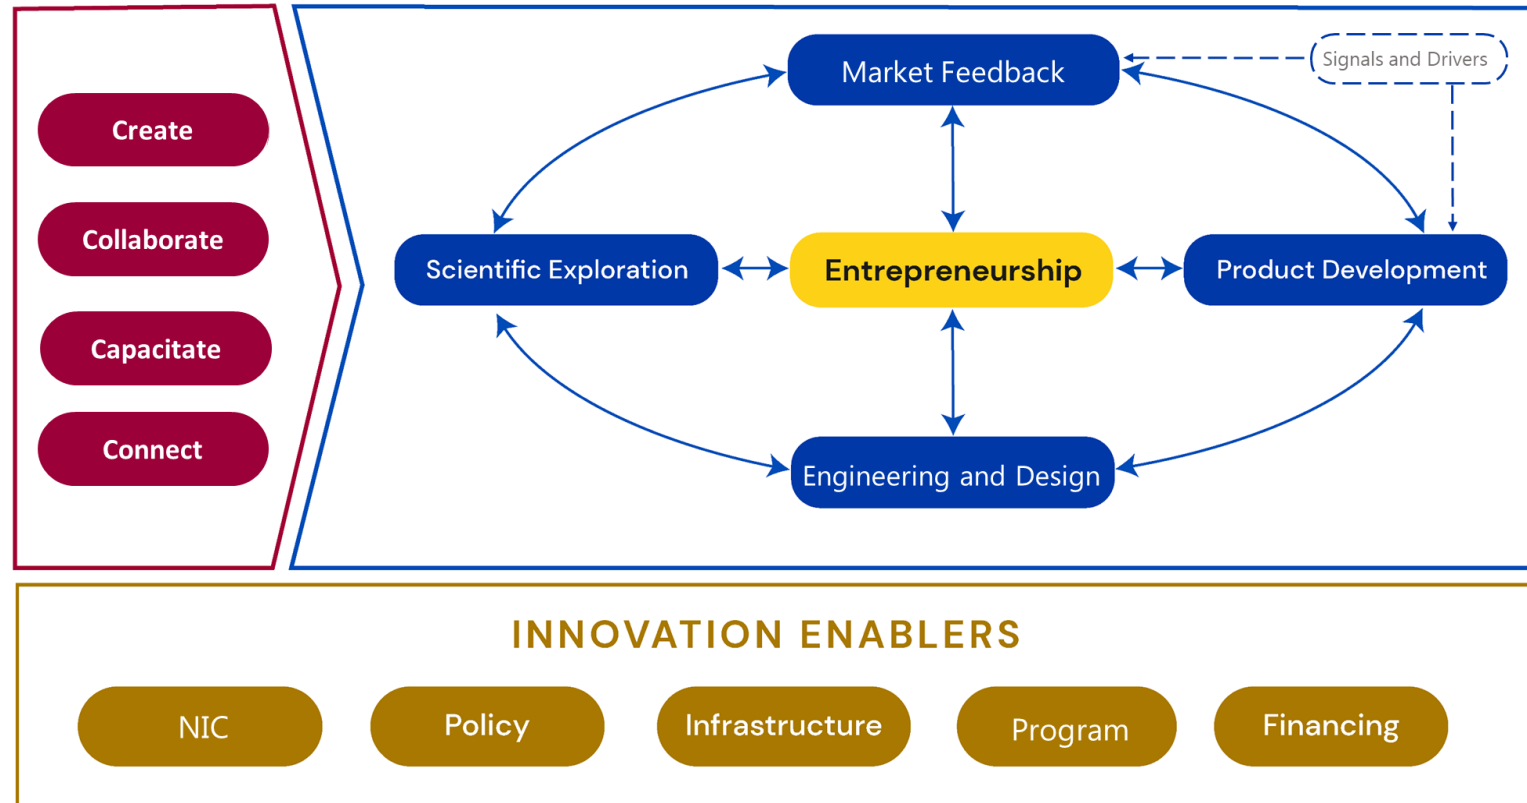 Create
Collaborate
Capacitate
Connect
Market Feedback
Signals and Drivers
Scientific Exploration
Entrepreneurship
Product Development
Engineering and Design
INNOVATION ENABLERS
NIC
Policy
Infrastructure
Program
Financing